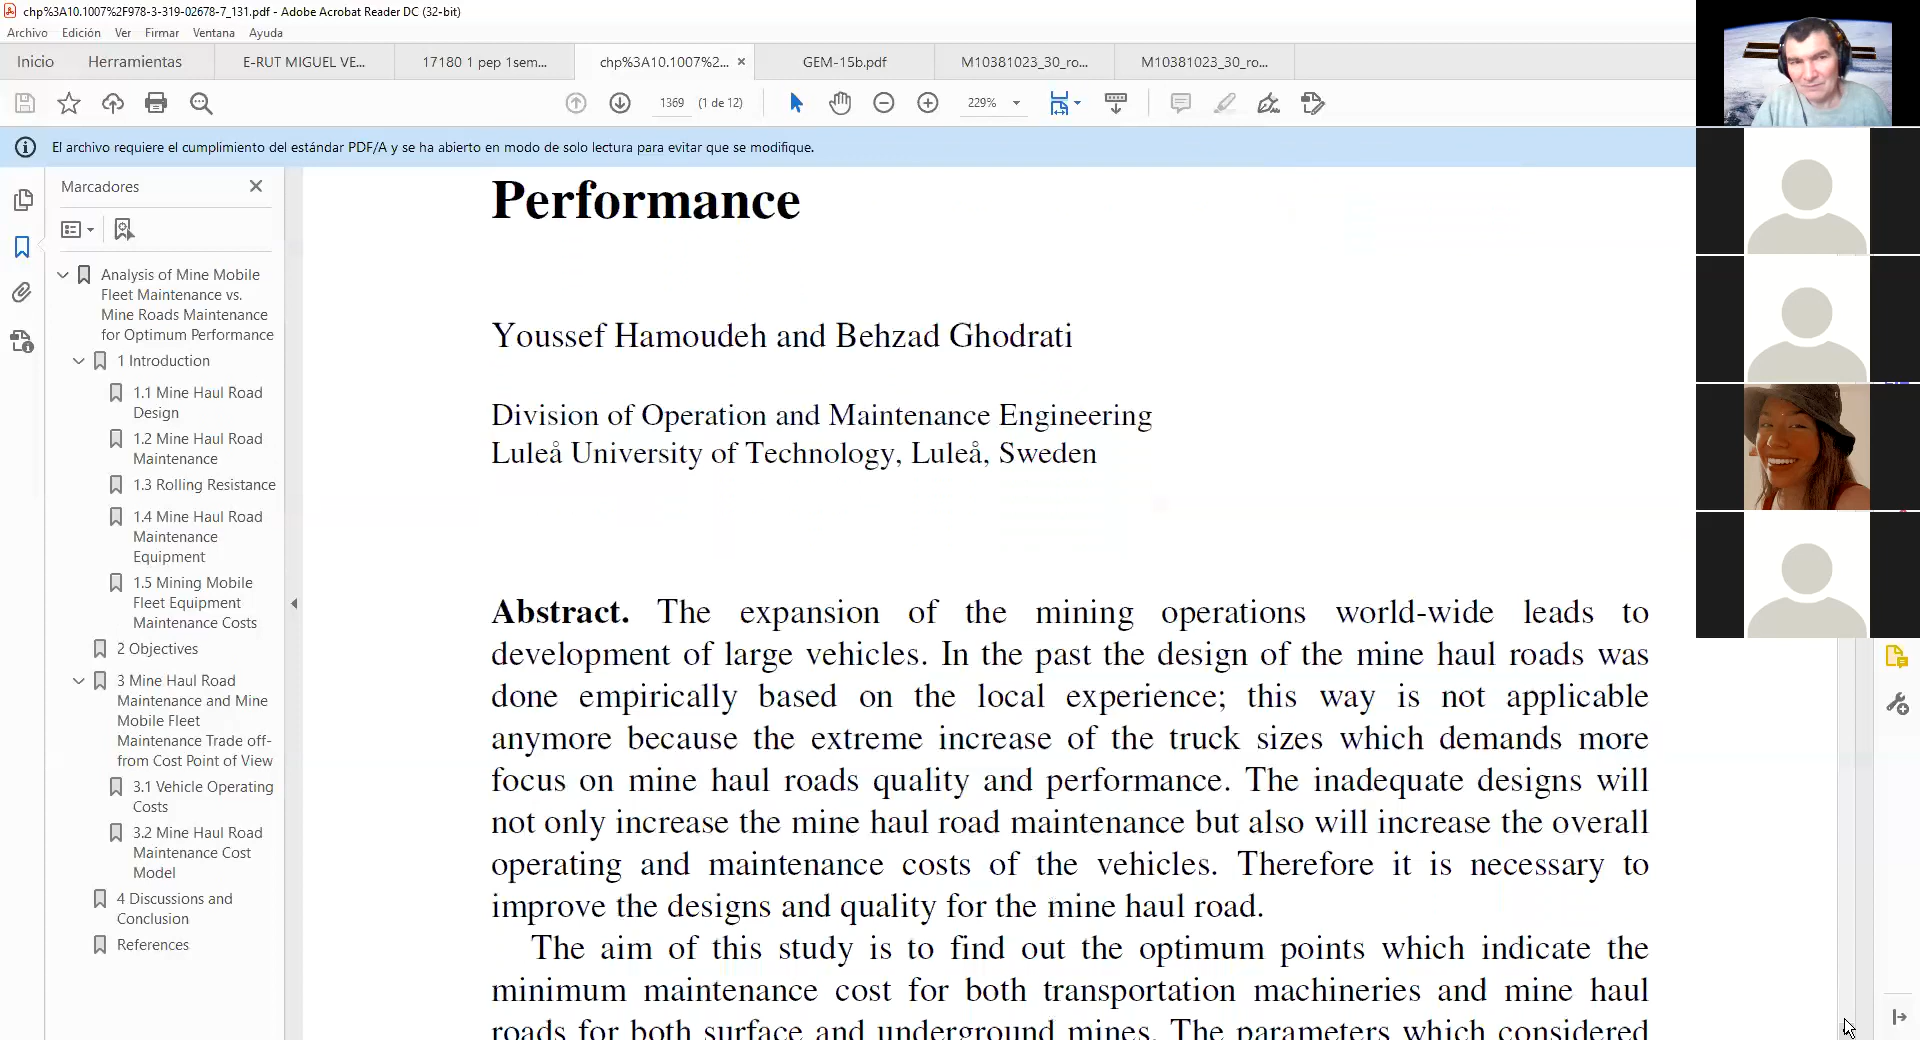 chp%3A10.1007%2F978-3-319-02678-7_131.pdf - Adobe Acrobat Reader DC (32-bit)
Archivo Edición Ver Firmar Ventana Ayuda
Inicio Herramientas E-RUT MIGUEL VE... 17180 1 pep 1sem... chp%3A10.1007%2... × GEM-15b.pdf M10381023_30_ro... M10381023_30_ro...
1369 (1 de 12) 229%
El archivo requiere el cumplimiento del estándar PDF/A y se ha abierto en modo de solo lectura para evitar que se modifique.
Marcadores
Analysis of Mine Mobile
Fleet Maintenance vs.
Mine Roads Maintenance
for Optimum Performance
1 Introduction
1.1 Mine Haul Road
Design
1.2 Mine Haul Road
Maintenance
1.3 Rolling Resistance
1.4 Mine Haul Road
Maintenance
Equipment
1.5 Mining Mobile
Fleet Equipment
Maintenance Costs
2 Objectives
3 Mine Haul Road
Maintenance and Mine
Mobile Fleet
Maintenance Trade off-
from Cost Point of View
3.1 Vehicle Operating
Costs
3.2 Mine Haul Road
Maintenance Cost
Model
4 Discussions and
Conclusion
References
Performance
Youssef Hamoudeh and Behzad Ghodrati
Division of Operation and Maintenance Engineering
Luleå University of Technology, Luleå, Sweden
Abstract. The expansion of the mining operations world-wide leads to
development of large vehicles. In the past the design of the mine haul roads was
done empirically based on the local experience; this way is not applicable
anymore because the extreme increase of the truck sizes which demands more
focus on mine haul roads quality and performance. The inadequate designs will
not only increase the mine haul road maintenance but also will increase the overall
operating and maintenance costs of the vehicles. Therefore it is necessary to
improve the designs and quality for the mine haul road.
The aim of this study is to find out the optimum points which indicate the
minimum maintenance cost for both transportation machineries and mine haul
roads for both surface and underground mines. The parameters which considered